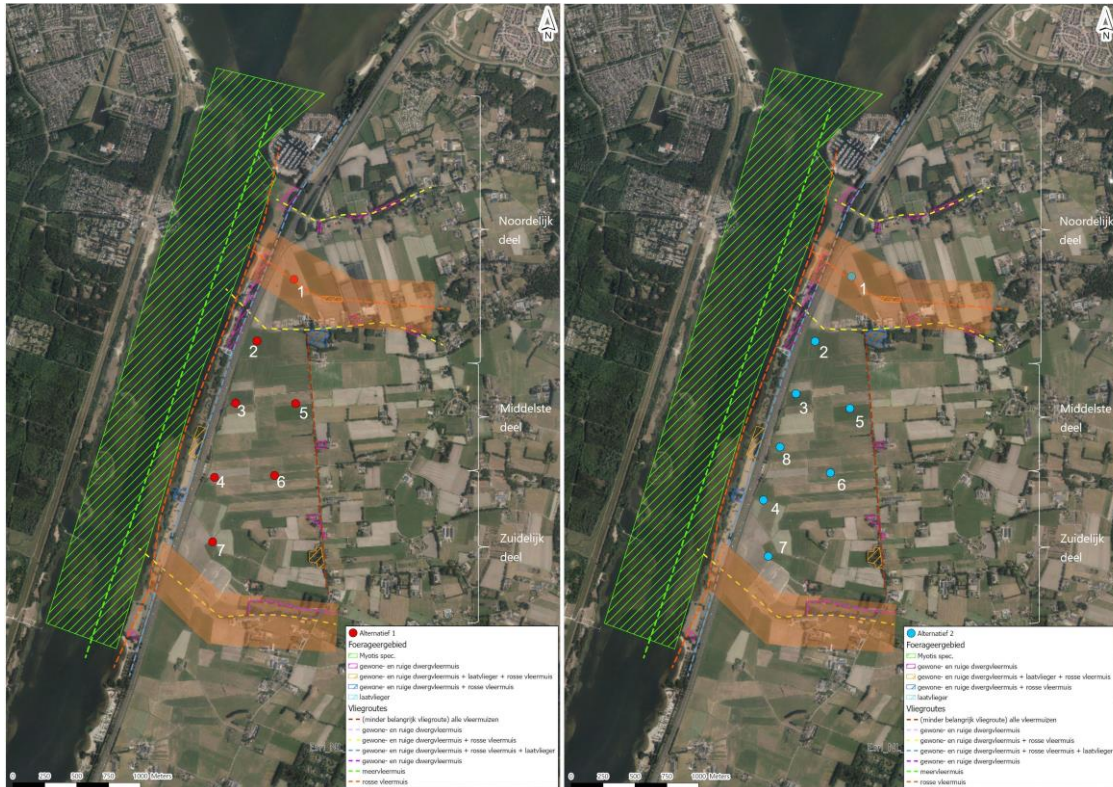 N
Noordelijk
deel
1
2
3
5
Middelste
deel
4
6
7
Zuidelijk
deel
Alternatief 1
Foerageergebied
Myotis spec.
gewone- en ruige dwergvleermuis
gewone- en ruige dwergvleermuis + laatvlieger + rosse vleermuis
gewone- en ruige dwergvleermuis + rosse vleermuis
laatvlieger
Vliegroutes
(minder belangrijk vliegroute) alle vleermuizen
gewone- en ruige dwergvleermuis
gewone- en ruige dwergvleermuis + rosse vleermuis
gewone- en ruige dwergvleermuis + rosse vleermuis + laatvlieger
gewone- en ruige dwergvleermuis
meervleermuis
rosse vleermuis
0 250 500 750 1000 Meters
N
Noordelijk
deel
1
2
3
5
Middelste
deel
8
6
4
7
Zuidelijk
deel
Alternatief 2
Foerageergebied
Myotis spec.
gewone- en ruige dwergvleermuis
gewone- en ruige dwergvleermuis + laatvlieger + rosse vleermuis
gewone- en ruige dwergvleermuis + rosse vleermuis
laatvlieger
Vliegroutes
(minder belangrijk vliegroute) alle vleermuizen
gewone- en ruige dwergvleermuis
gewone- en ruige dwergvleermuis + rosse vleermuis
gewone- en ruige dwergvleermuis + rosse vleermuis + laatvlieger
gewone- en ruige dwergvleermuis
meervleermuis
rosse vleermuis
0 250 500 750 1000 Meters